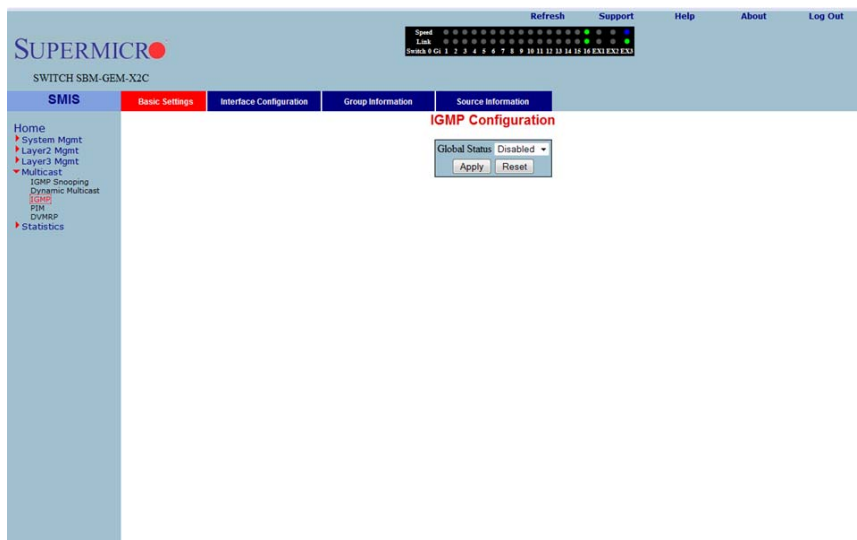 Refresh Support Help About Log Out
SUPERMICRO
SWITCH SBM-GEM-X2C
Speed
Link
Switch 0 Gi 1 2 3 4 5 6 7 8 9 10 11 12 13 14 15 16 EX1 EX2 EX3
SMIS
Basic Settings Interface Configuration Group Information Source Information
IGMP Configuration
Global Status Disabled
Apply Reset
Home
System Mgmt
Layer2 Mgmt
Layer3 Mgmt
Multicast
IGMP Snooping
Dynamic Multicast
IGMP
PIM
DVMRP
Statistics